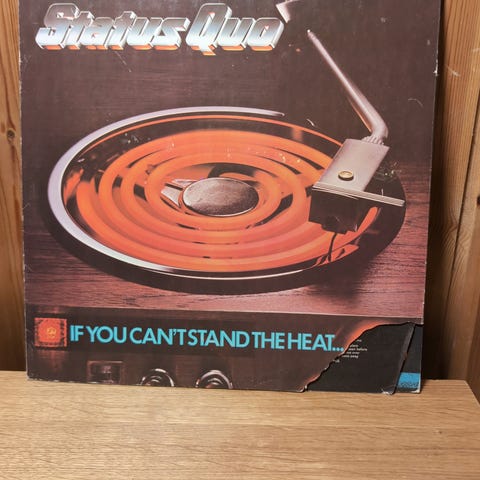 Status Quo
IF YOU CAN'T STAND THE HEAT...